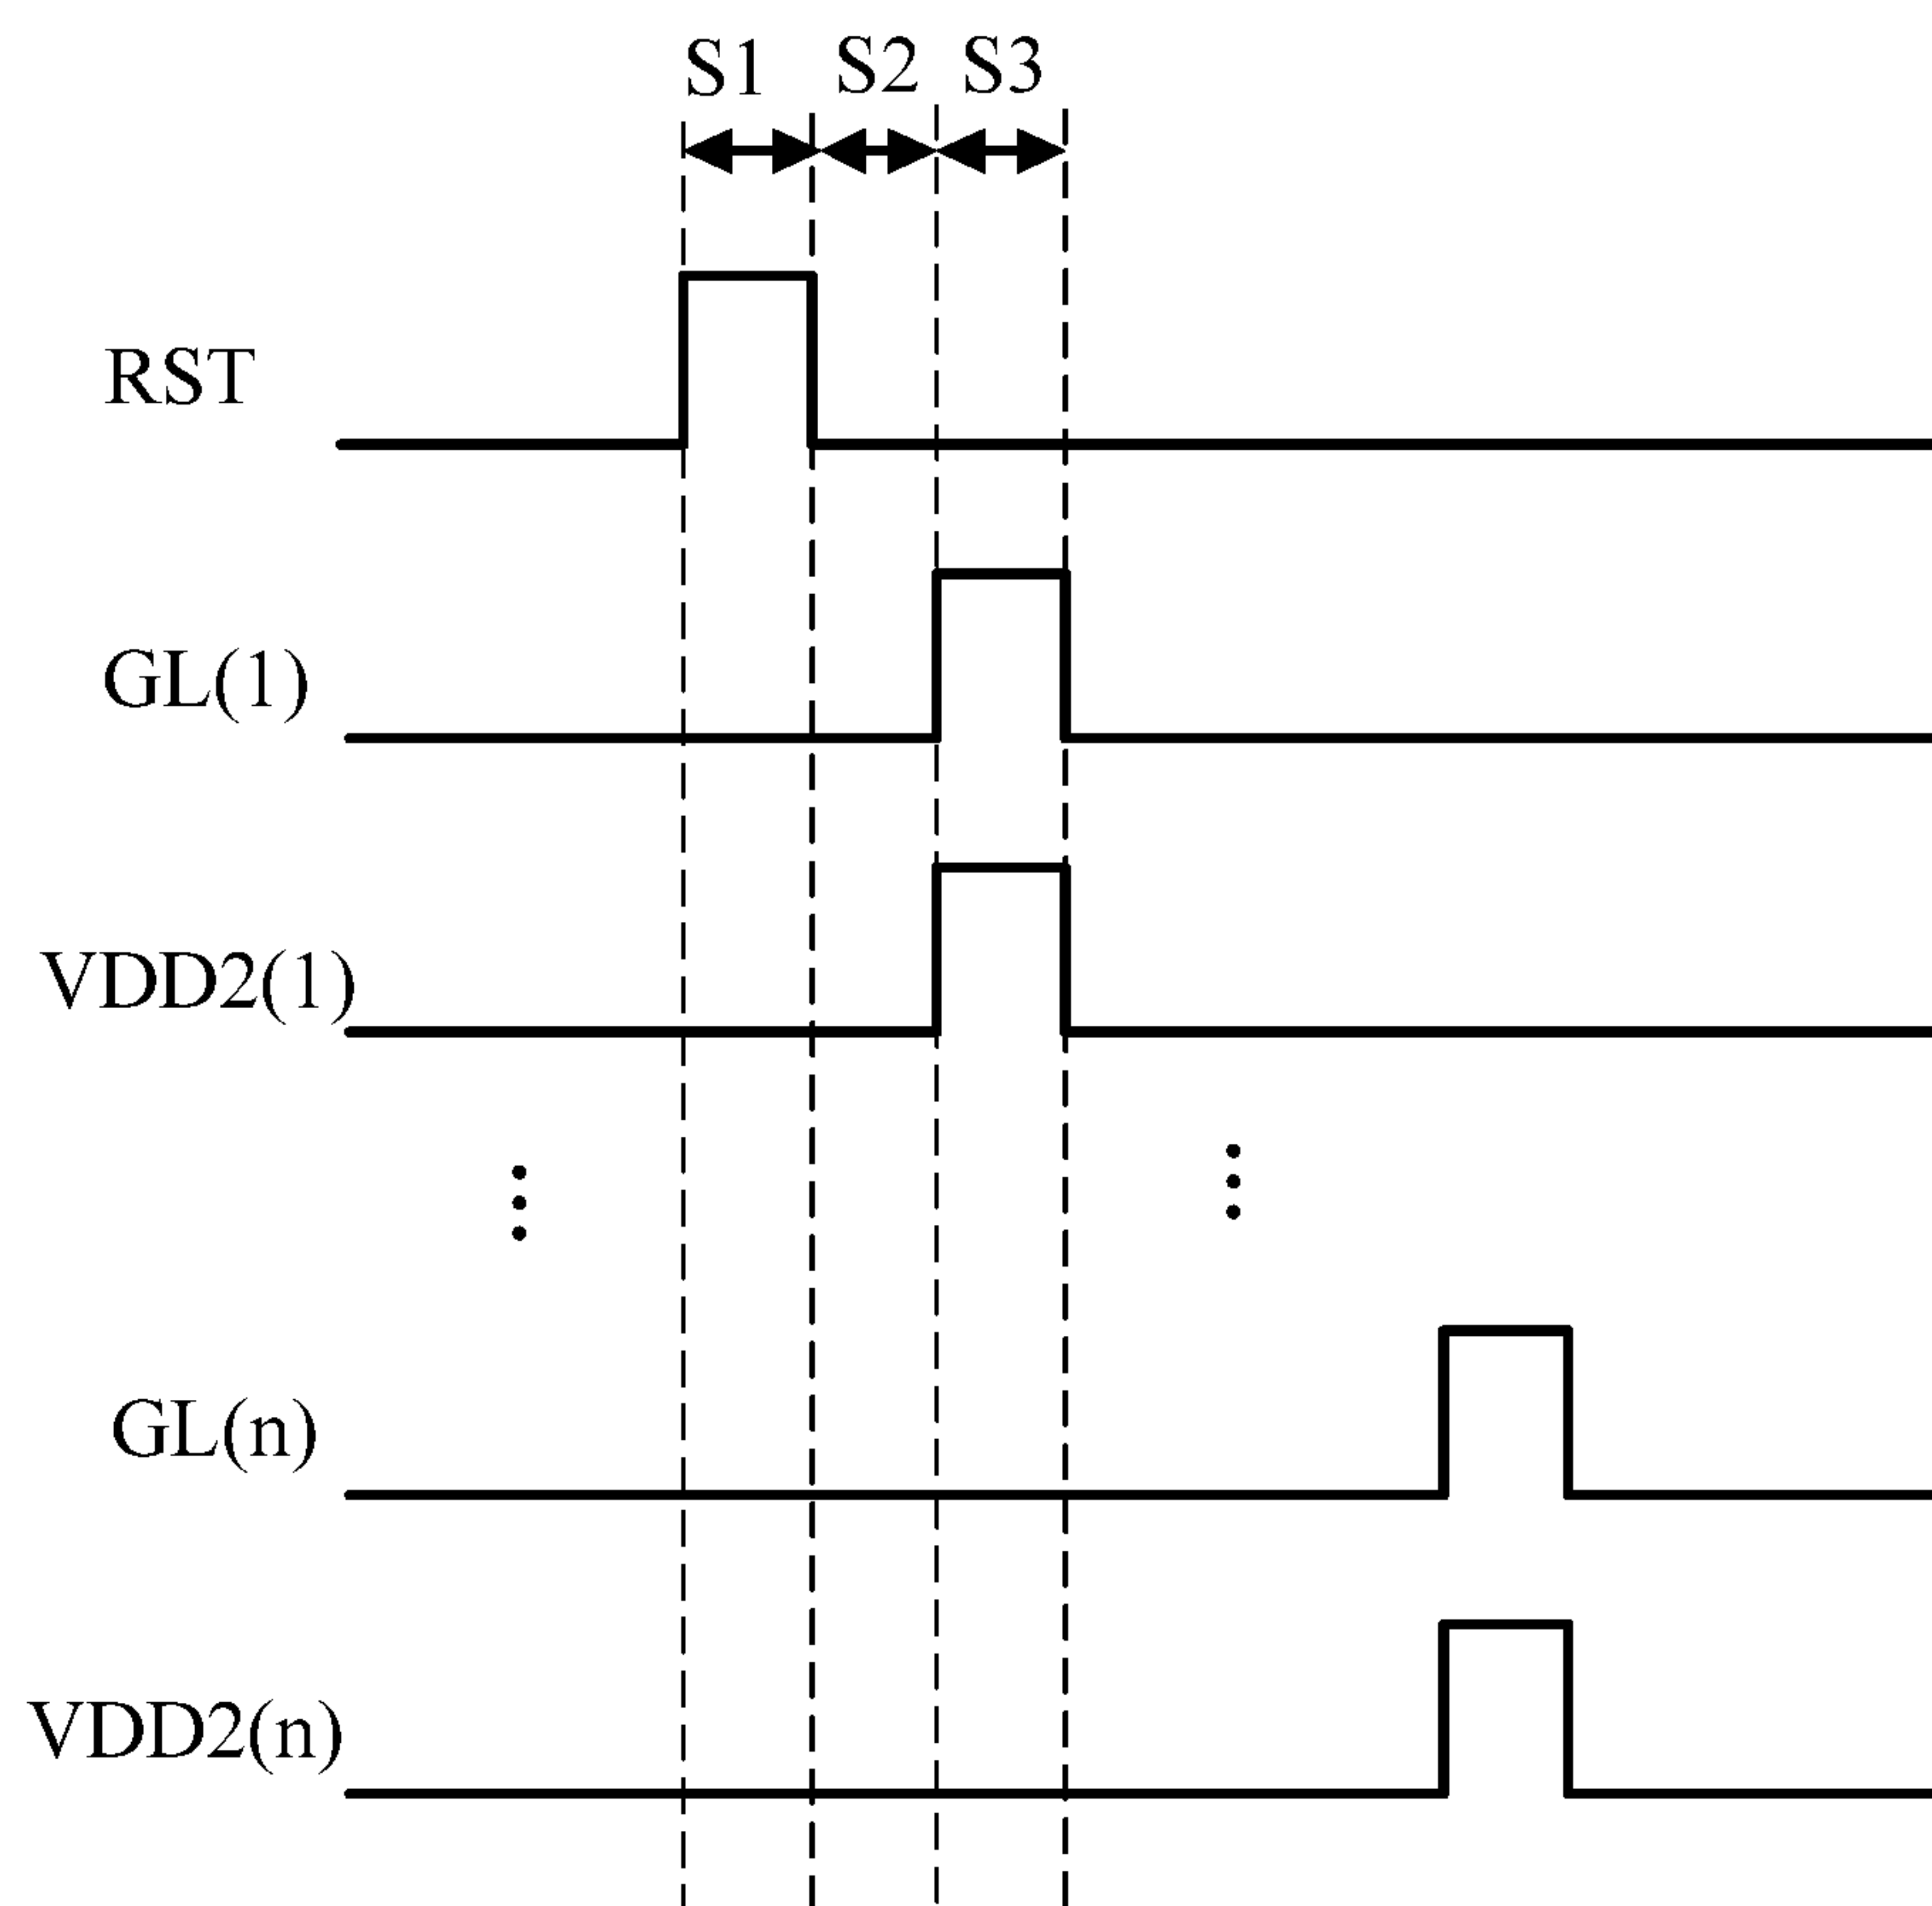 S1 S2 S3
RST
GL(1)
VDD2(1)
GL(n)
VDD2(n)